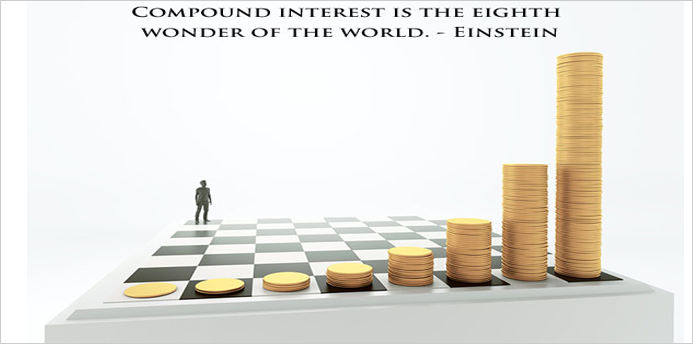 Compound interest is the eighth
wonder of the world. - Einstein